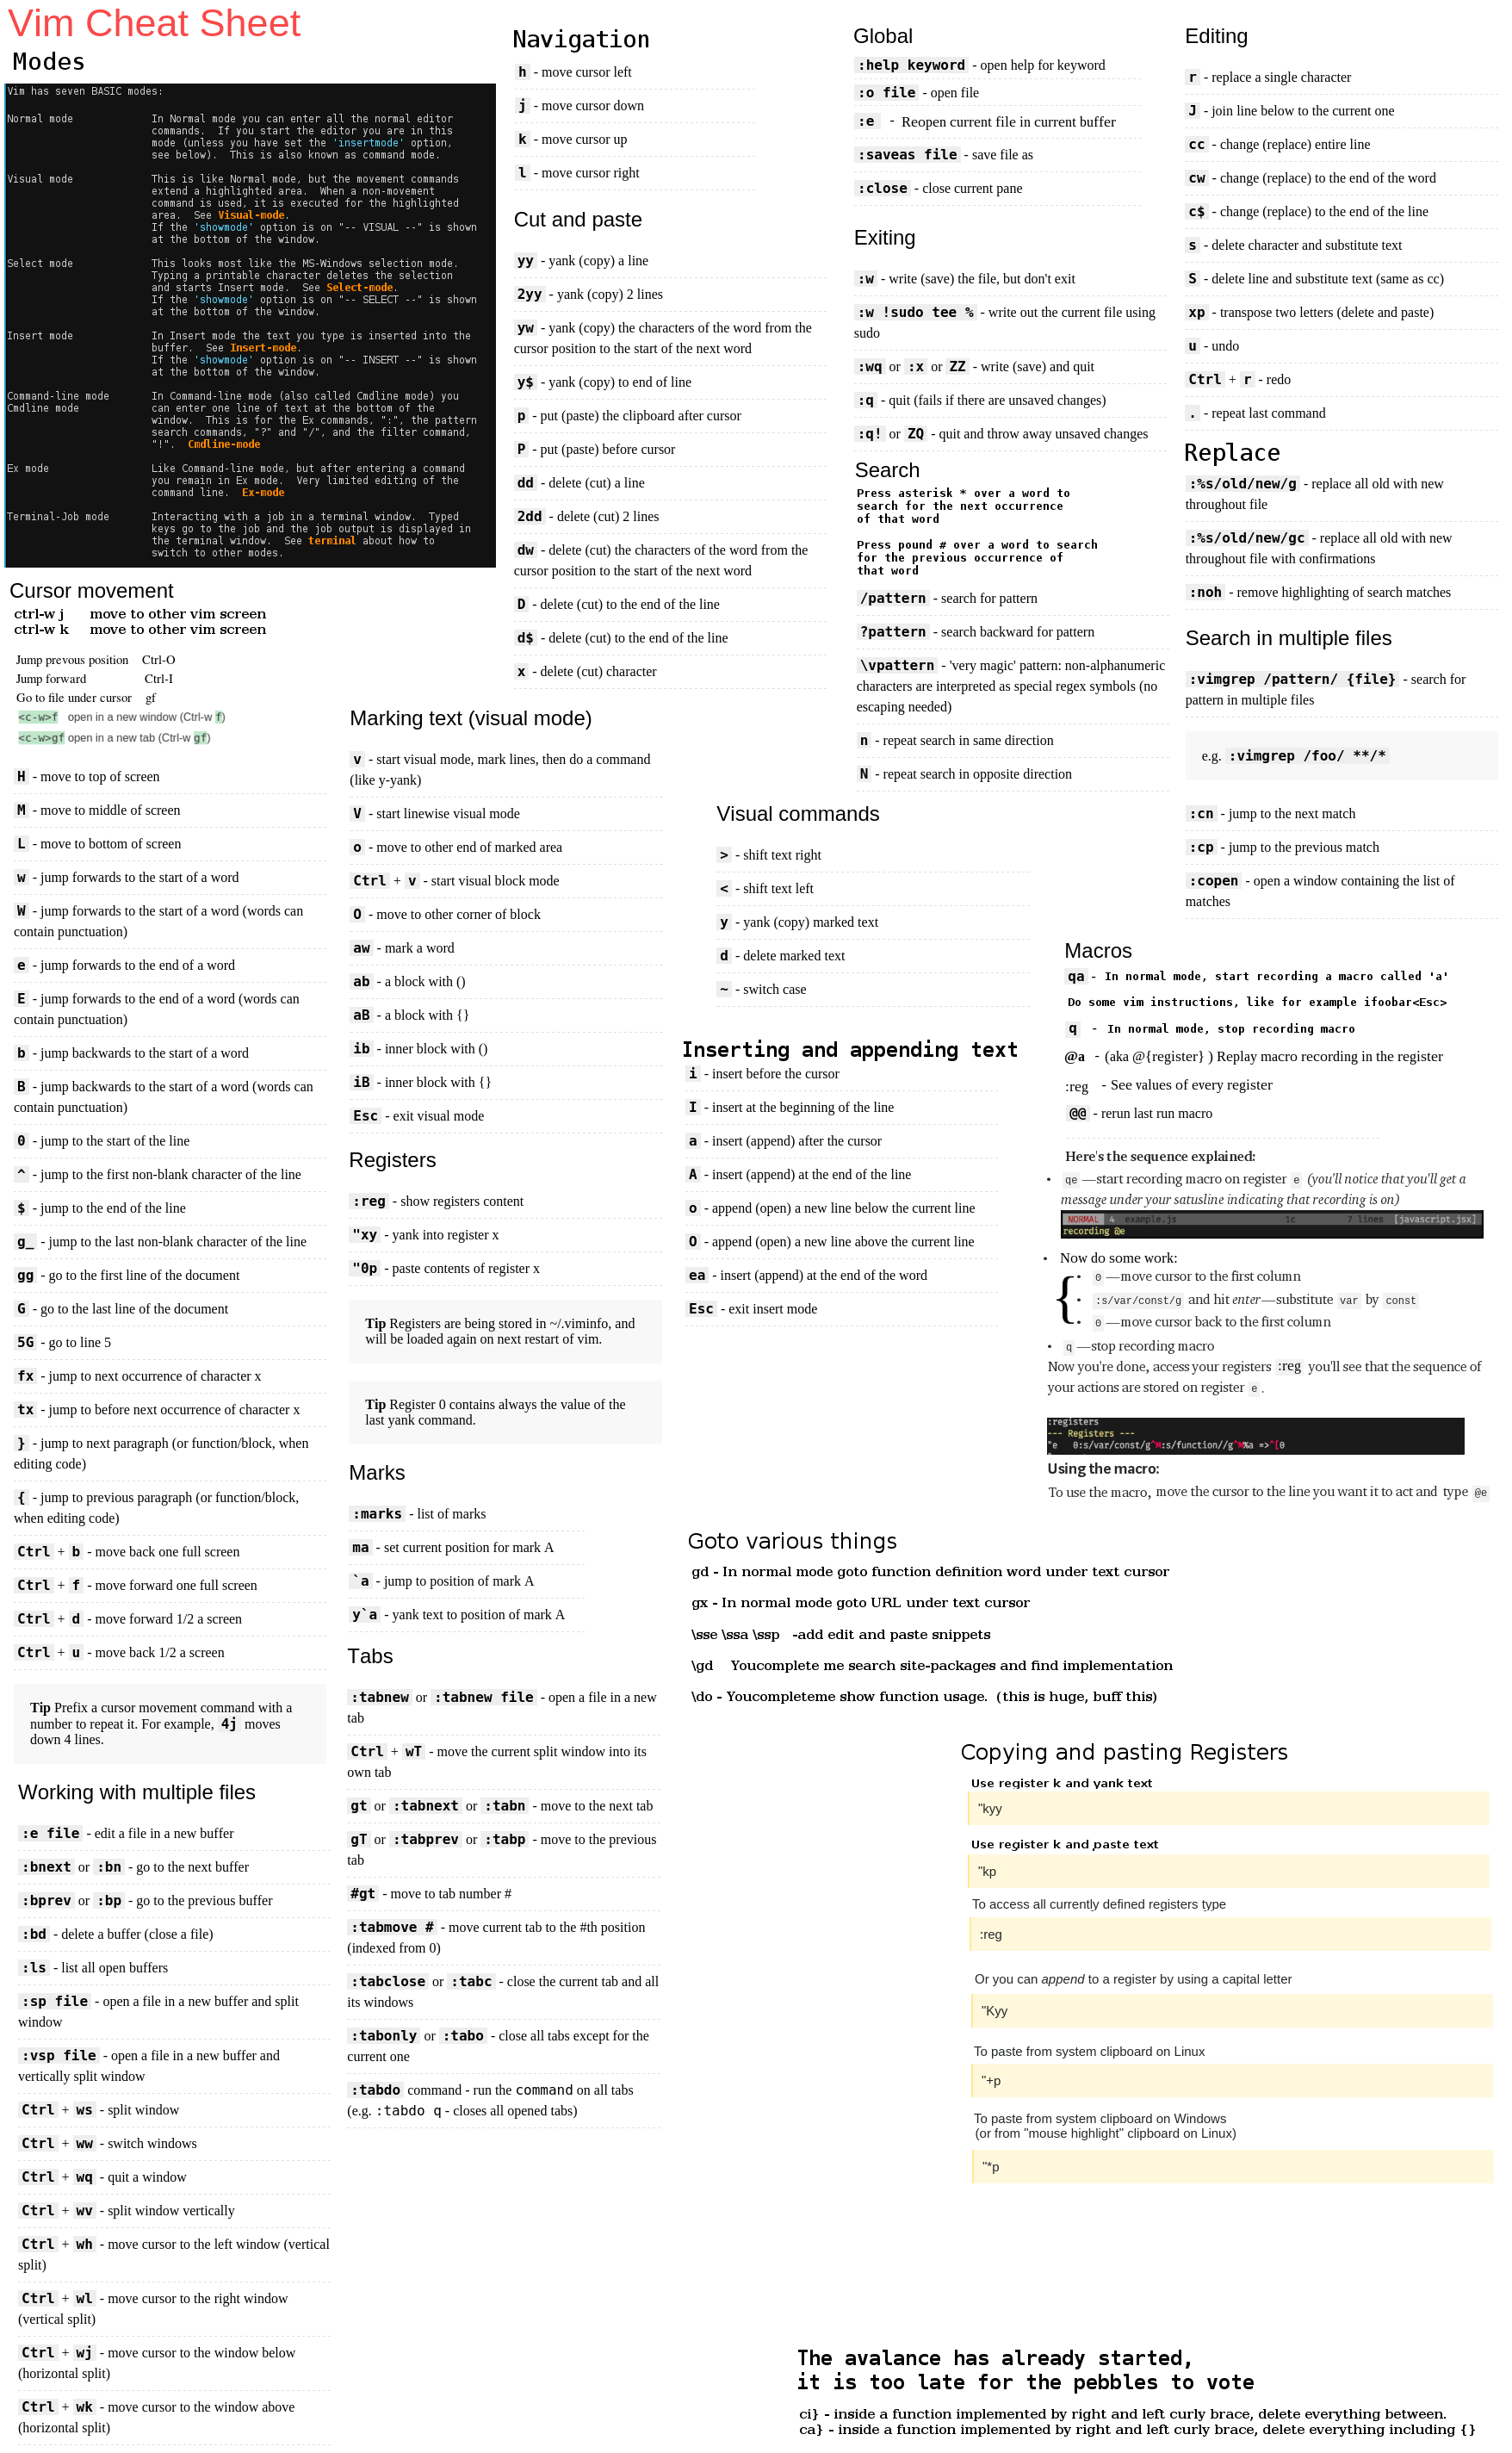 Vim Cheat Sheet
Modes
Vim has seven BASIC modes:
Normal mode In Normal mode you can enter all the normal editor
commands. If you start the editor you are in this
mode (unless you have set the 'insertmode' option,
see below). This is also known as command mode.
Visual mode This is like Normal mode, but the movement commands
extend a highlighted area. When a non-movement
command is used, it is executed for the highlighted
area. See Visual-mode.
If the 'showmode' option is on "-- VISUAL --" is shown
at the bottom of the window.
Select mode This looks most like the MS-Windows selection mode.
Typing a printable character deletes the selection
and starts Insert mode. See Select-mode.
If the 'showmode' option is on "-- SELECT --" is shown
at the bottom of the window.
Insert mode In Insert mode the text you type is inserted into the
buffer. See Insert-mode.
If the 'showmode' option is on "-- INSERT --" is shown
at the bottom of the window.
Command-line mode In Command-line mode (also called Cmdline mode) you
Cmdline mode can enter one line of text at the bottom of the
window. This is for the Ex commands, ":", the pattern
search commands, "?" and "/", and the filter command,
"!". Cmdline-mode
Ex mode Like Command-line mode, but after entering a command
you remain in Ex mode. Very limited editing of the
command line. Ex-mode
Terminal-Job mode Interacting with a job in a terminal window. Typed
keys go to the job and the job output is displayed in
the terminal window. See terminal about how to
switch to other modes.
Cursor movement
ctrl-w j move to other vim screen
ctrl-w k move to other vim screen
Jump prevous position Ctrl-O
Jump forward Ctrl-I
Go to file under cursor gf
<c-w>f open in a new window (Ctrl-w f)
<c-w>gf open in a new tab (Ctrl-w gf)
H - move to top of screen
M - move to middle of screen
L - move to bottom of screen
w - jump forwards to the start of a word
W - jump forwards to the start of a word (words can
contain punctuation)
e - jump forwards to the end of a word
E - jump forwards to the end of a word (words can
contain punctuation)
b - jump backwards to the start of a word
B - jump backwards to the start of a word (words can
contain punctuation)
0 - jump to the start of the line
^ - jump to the first non-blank character of the line
$ - jump to the end of the line
g_ - jump to the last non-blank character of the line
gg - go to the first line of the document
G - go to the last line of the document
5G - go to line 5
fx - jump to next occurrence of character x
tx - jump to before next occurrence of character x
} - jump to next paragraph (or function/block, when
editing code)
{ - jump to previous paragraph (or function/block,
when editing code)
Ctrl + b - move back one full screen
Ctrl + f - move forward one full screen
Ctrl + d - move forward 1/2 a screen
Ctrl + u - move back 1/2 a screen
Tip Prefix a cursor movement command with a
number to repeat it. For example, 4j moves
down 4 lines.
Working with multiple files
:e file - edit a file in a new buffer
:bnext or :bn - go to the next buffer
:bprev or :bp - go to the previous buffer
:bd - delete a buffer (close a file)
:ls - list all open buffers
:sp file - open a file in a new buffer and split
window
:vsp file - open a file in a new buffer and
vertically split window
Ctrl + ws - split window
Ctrl + ww - switch windows
Ctrl + wq - quit a window
Ctrl + wv - split window vertically
Ctrl + wh - move cursor to the left window (vertical
split)
Ctrl + wl - move cursor to the right window
(vertical split)
Ctrl + wj - move cursor to the window below
(horizontal split)
Ctrl + wk - move cursor to the window above
(horizontal split)
Navigation
h - move cursor left
j - move cursor down
k - move cursor up
l - move cursor right
Cut and paste
yy - yank (copy) a line
2yy - yank (copy) 2 lines
yw - yank (copy) the characters of the word from the
cursor position to the start of the next word
y$ - yank (copy) to end of line
p - put (paste) the clipboard after cursor
P - put (paste) before cursor
dd - delete (cut) a line
2dd - delete (cut) 2 lines
dw - delete (cut) the characters of the word from the
cursor position to the start of the next word
D - delete (cut) to the end of the line
d$ - delete (cut) to the end of the line
x - delete (cut) character
Marking text (visual mode)
v - start visual mode, mark lines, then do a command
(like y-yank)
V - start linewise visual mode
o - move to other end of marked area
Ctrl + v - start visual block mode
O - move to other corner of block
aw - mark a word
ab - a block with ()
aB - a block with {}
ib - inner block with ()
iB - inner block with {}
Esc - exit visual mode
Registers
:reg - show registers content
"xy - yank into register x
"0p - paste contents of register x
Tip Registers are being stored in ~/.viminfo, and
will be loaded again on next restart of vim.
Tip Register 0 contains always the value of the
last yank command.
Marks
:marks - list of marks
ma - set current position for mark A
`a - jump to position of mark A
y`a - yank text to position of mark A
Tabs
:tabnew or :tabnew file - open a file in a new
tab
Ctrl + wT - move the current split window into its
own tab
gt or :tabnext or :tabn - move to the next tab
gT or :tabprev or :tabp - move to the previous
tab
#gt - move to tab number #
:tabmove # - move current tab to the #th position
(indexed from 0)
:tabclose or :tabc - close the current tab and all
its windows
:tabonly or :tabo - close all tabs except for the
current one
:tabdo command - run the command on all tabs
(e.g. :tabdo q - closes all opened tabs)
Global
:help keyword - open help for keyword
:o file - open file
:e - Reopen current file in current buffer
:saveas file - save file as
:close - close current pane
Exiting
:w - write (save) the file, but don't exit
:w !sudo tee % - write out the current file using
sudo
:wq or :x or ZZ - write (save) and quit
:q - quit (fails if there are unsaved changes)
:q! or ZQ - quit and throw away unsaved changes
Search
Press asterisk * over a word to
search for the next occurrence
of that word
Press pound # over a word to search
for the previous occurence of
that word
/pattern - search for pattern
?pattern - search backward for pattern
\vpattern - 'very magic' pattern: non-alphanumeric
characters are interpreted as special regex symbols (no
escaping needed)
n - repeat search in same direction
N - repeat search in opposite direction
Visual commands
> - shift text right
< - shift text left
y - yank (copy) marked text
d - delete marked text
~ - switch case
Inserting and appending text
i - insert before the cursor
I - insert at the beginning of the line
a - insert (append) after the cursor
A - insert (append) at the end of the line
o - append (open) a new line below the current line
O - append (open) a new line above the current line
ea - insert (append) at the end of the word
Esc - exit insert mode
Editing
r - replace a single character
J - join line below to the current one
cc - change (replace) entire line
cw - change (replace) to the end of the word
c$ - change (replace) to the end of the line
s - delete character and substitute text
S - delete line and substitute text (same as cc)
xp - transpose two letters (delete and paste)
u - undo
Ctrl + r - redo
. - repeat last command
Replace
:%s/old/new/g - replace all old with new
throughout file
:%s/old/new/gc - replace all old with new
throughout file with confirmations
:noh - remove highlighting of search matches
Search in multiple files
:vimgrep /pattern/ {file} - search for
pattern in multiple files
e.g. :vimgrep /foo/ **/*
:cn - jump to the next match
:cp - jump to the previous match
:copen - open a window containing the list of
matches
Macros
qa - In normal mode, start recording a macro called 'a'
Do some vim instructions, like for example ifoobar<Esc>
q - In normal mode, stop recording macro
@a - (aka @{register} ) Replay macro recording in the register
:reg - See values of every register
@@ - rerun last run macro
Here's the sequence explained:
• qe — start recording macro on register e (you'll notice that you'll get a
message under your satusline indicating that recording is on)
NORMAL 4 example.js 1c 7 lines [javascript.jsx]
recording @e
• Now do some work:
{• 0 — move cursor to the first column
• :s/var/const/g and hit enter — substitute var by const
• 0 — move cursor back to the first column
• q — stop recording macro
Now you're done, access your registers :reg you'll see that the sequence of
your actions are stored on register e.
:registers
--- Registers ---
"e 0:s/var/const/g^M:s/function//g^M%a =>^[0
Using the macro:
To use the macro, move the cursor to the line you want it to act and type @e
Goto various things
gd - In normal mode goto function definition word under text cursor
gx - In normal mode goto URL under text cursor
\sse \ssa \ssp -add edit and paste snippets
\gd Youcomplete me search site-packages and find implementation
\do - Youcompleteme show function usage. (this is huge, buff this)
Copying and pasting Registers
Use register k and yank text
"kyy
Use register k and paste text
"kp
To access all currently defined registers type
:reg
Or you can append to a register by using a capital letter
"Kyy
To paste from system clipboard on Linux
"+p
To paste from system clipboard on Windows
(or from "mouse highlight" clipboard on Linux)
"*p
The avalance has already started,
it is too late for the pebbles to vote
ci} - inside a function implemented by right and left curly brace, delete everything between.
ca} - inside a function implemented by right and left curly brace, delete everything including {}